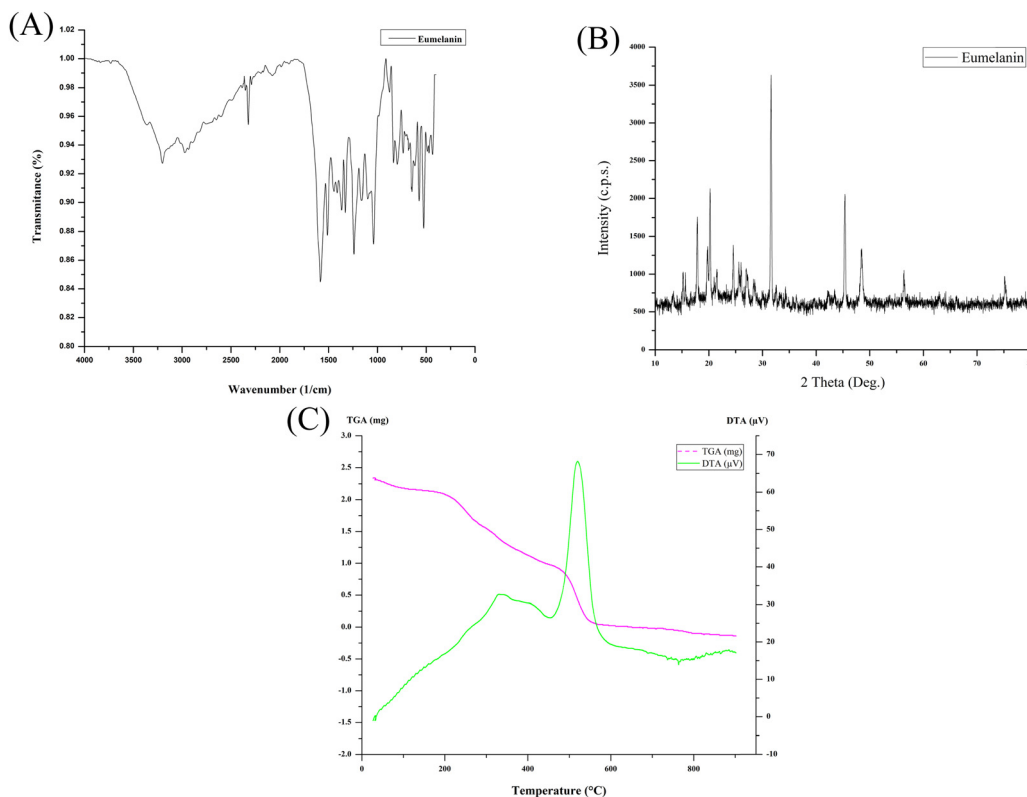 (A)
Eumelanin
1.02
1.00
0.98
0.96
0.94
0.92
0.90
0.88
0.86
0.84
0.82
0.80
Transmitance (%)
4000 3500 3000 2500 2000 1500 1000 500 0
Wavenumber (1/cm)
(B)
Eumelanin
4000
3500
3000
2500
2000
1500
1000
500
0
Intensity (c.p.s.)
10 20 30 40 50 60 70
2 Theta (Deg.)
(C)
TGA (mg)
DTA (µV)
TGA (mg)
DTA (µV)
3.0
2.5
2.0
1.5
1.0
0.5
0.0
-0.5
-1.0
-1.5
-2.0
70
60
50
40
30
20
10
0
-10
0 200 400 600 800
Temperature (°C)